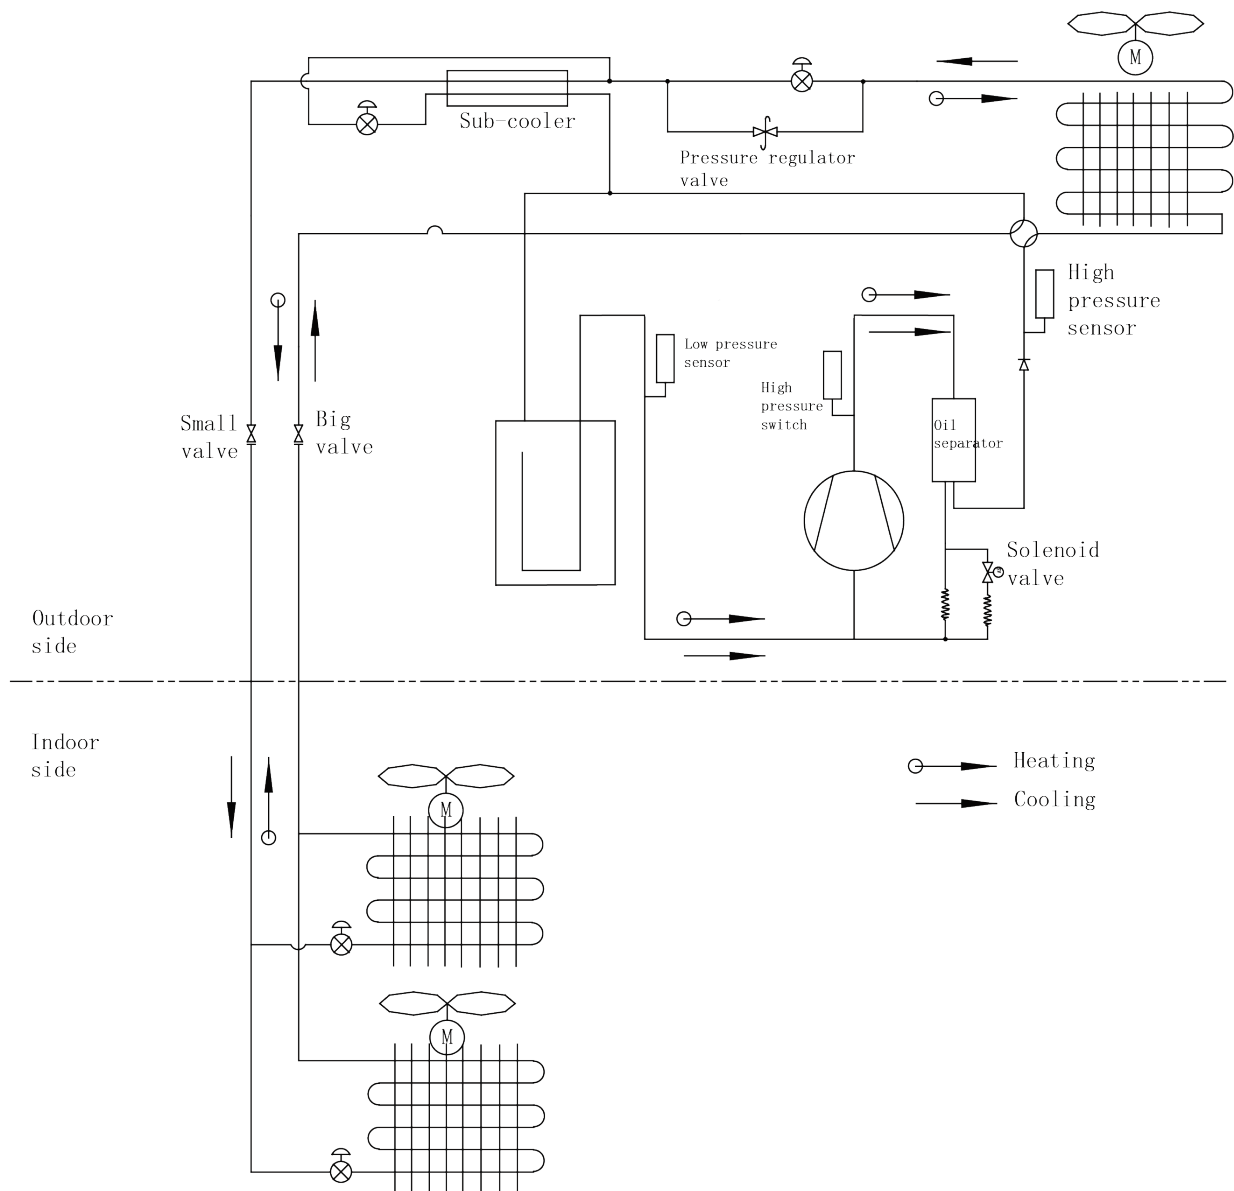 M
Sub-cooler
Pressure regulator
valve
High
pressure
sensor
Low pressure
sensor
High
pressure
switch
Small
valve
Big
valve
Oil
separator
Solenoid
valve
Outdoor
side
Indoor
side
Heating
Cooling
M
M